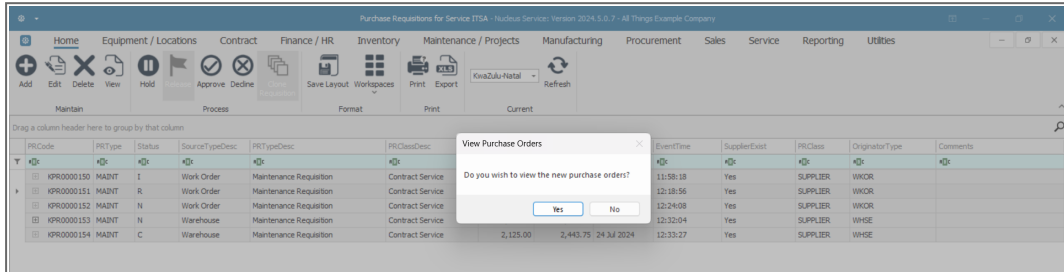 Purchase Requisitions for Service ITSA - Nucleus Service: Version 2024.5.0.7 - All Things Example Company
Home Equipment / Locations Contract Finance / HR Inventory Maintenance / Projects Manufacturing Procurement Sales Service Reporting Utilities
Add Edit Delete View Hold Release Approve Decline Clone Requisition Save Layout Workspaces Print Export KwaZulu-Natal Refresh
Maintain Process Format Print Current
Drag a column header here to group by that column
PRCode PRType Status SourceTypeDesc PRTypeDesc PRClassDesc EventTime SupplierExist PRClass OriginatorType Comments
KPR0000150 MAINT I Work Order Maintenance Requisition Contract Service 11:58:18 Yes SUPPLIER WKOR
KPR0000151 MAINT R Work Order Maintenance Requisition Contract Service 12:18:56 Yes SUPPLIER WKOR
KPR0000152 MAINT N Work Order Maintenance Requisition Contract Service 12:24:08 Yes SUPPLIER WKOR
KPR0000153 MAINT N Warehouse Maintenance Requisition Contract Service 12:32:04 Yes SUPPLIER WHSE
KPR0000154 MAINT C Warehouse Maintenance Requisition Contract Service 2,125.00 2,443.75 24 Jul 2024 12:33:27 Yes SUPPLIER WHSE
View Purchase Orders
Do you wish to view the new purchase orders?
Yes No